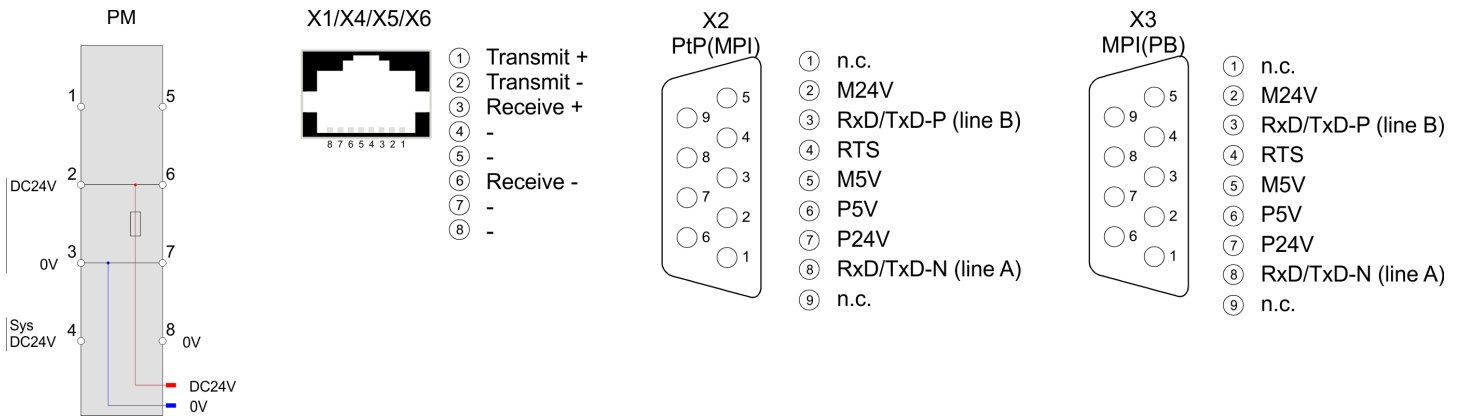 PM
1 5
2 6
DC24V
3 7
0V
Sys
DC24V 4 8 0V
DC24V
0V
X1/X4/X5/X6
8 7 6 5 4 3 2 1
1 Transmit +
2 Transmit -
3 Receive +
4 -
5 -
6 Receive -
7 -
8 -
X2
PtP(MPI)
5
9
4
8
3
7
2
6
1
1 n.c.
2 M24V
3 RxD/TxD-P (line B)
4 RTS
5 M5V
6 P5V
7 P24V
8 RxD/TxD-N (line A)
9 n.c.
X3
MPI(PB)
5
9
4
8
3
7
2
6
1
1 n.c.
2 M24V
3 RxD/TxD-P (line B)
4 RTS
5 M5V
6 P5V
7 P24V
8 RxD/TxD-N (line A)
9 n.c.